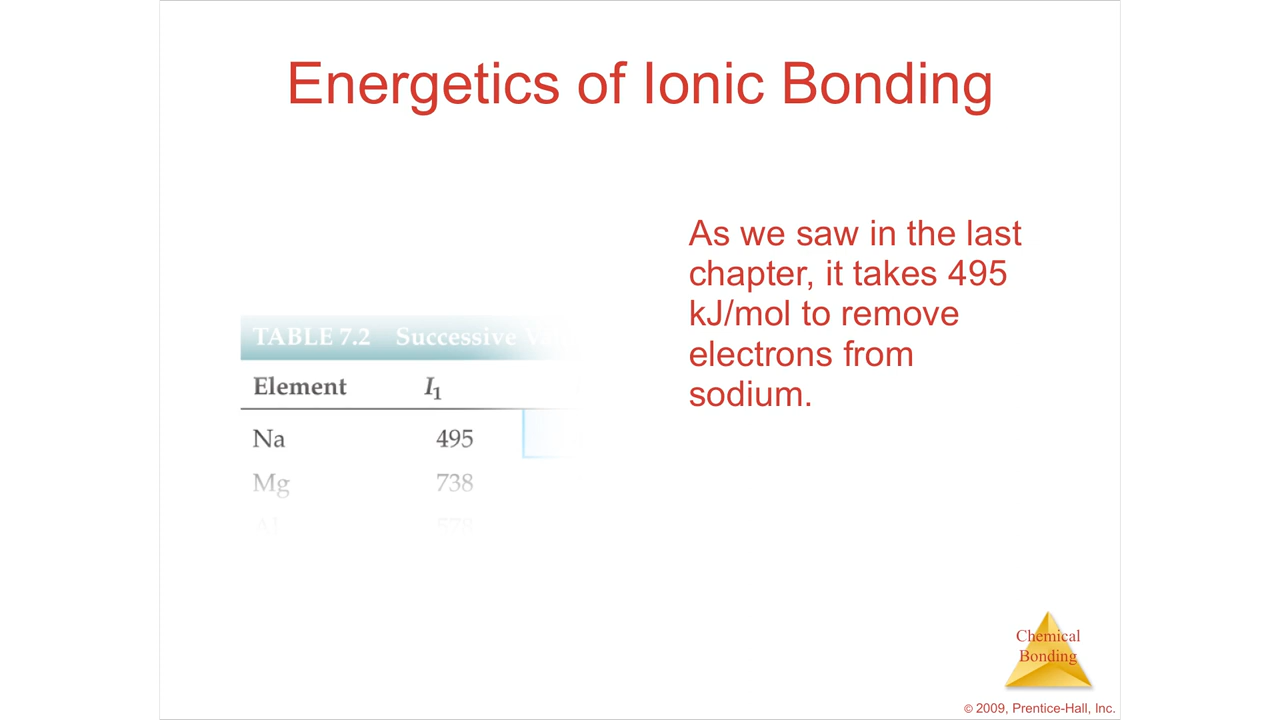 Energetics of Ionic Bonding
As we saw in the last
chapter, it takes 495
kJ/mol to remove
electrons from
sodium.
TABLE 7.2 Successive
Element I₁
Na 495
Mg 738
Al 578
Chemical
Bonding
© 2009, Prentice-Hall, Inc.